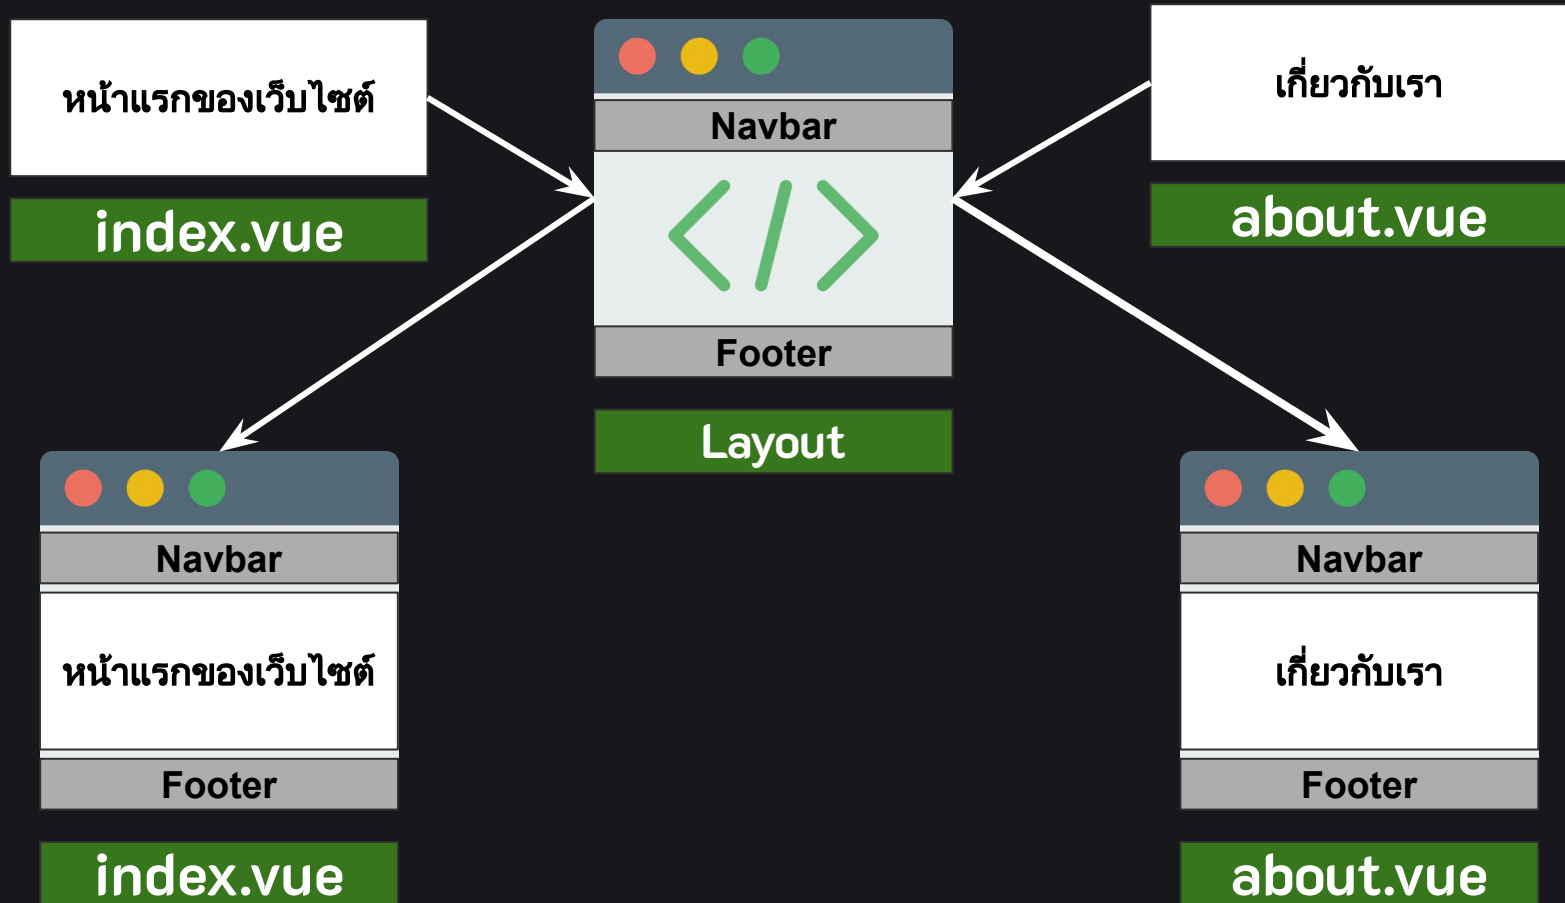 หน้าแรกของเว็บไซต์
index.vue
Navbar
Footer
Layout
เกี่ยวกับเรา
about.vue
Navbar
หน้าแรกของเว็บไซต์
Footer
index.vue
Navbar
เกี่ยวกับเรา
Footer
about.vue